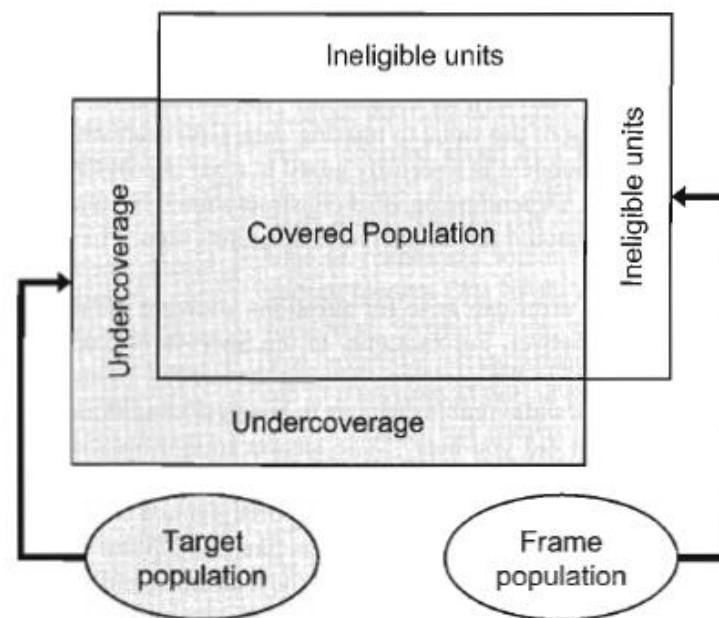 Ineligible units
Ineligible units
Undercoverage
Covered Population
Undercoverage
Target
population
Frame
population